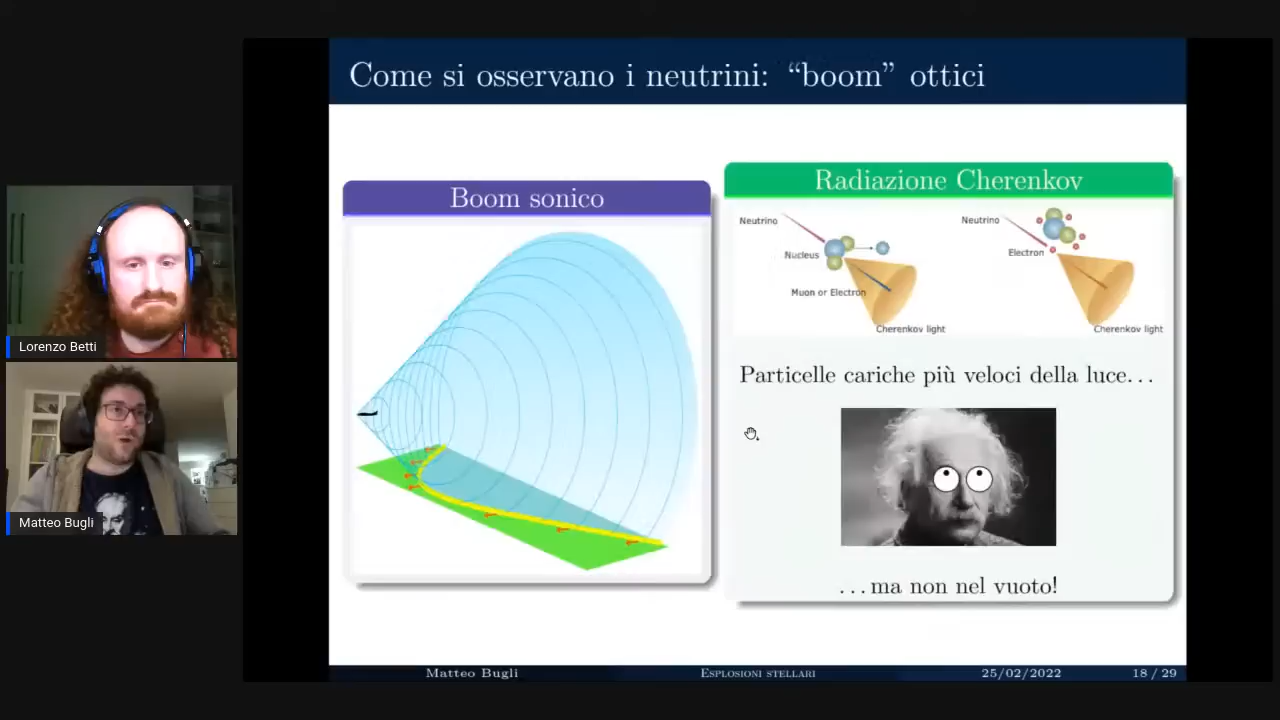 Come si osservano i neutrini: “boom” ottici
Boom sonico
Radiazione Cherenkov
Neutrino
Nucleus
Muon or Electron
Cherenkov light
Neutrino
Electron
Cherenkov light
Particelle cariche più veloci della luce...
...ma non nel vuoto!
Lorenzo Betti
Matteo Bugli
Matteo Bugli
Esplosioni stellari
25/02/2022
18 / 29